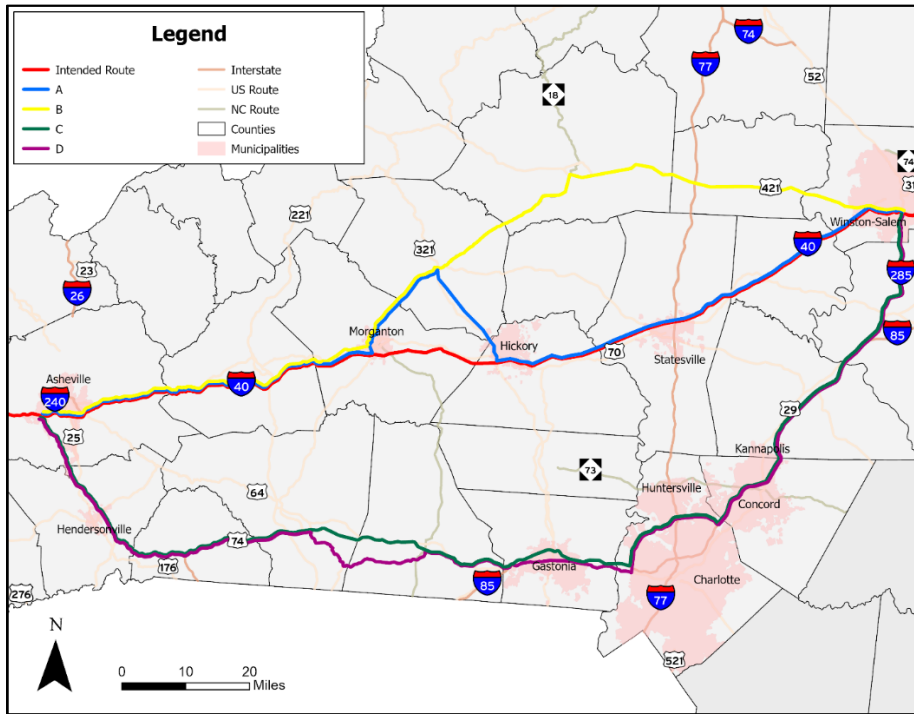 Legend
Intended Route
A
B
C
D
Interstate
US Route
NC Route
Counties
Municipalities
74
77
52
18
74
31
421
Winston-Salem
221
321
40
23
26
285
Morganton
Hickory
85
70
Statesville
Asheville
240
40
25
29
Kannapolis
73
Huntersville
Concord
64
Hendersonville
74
176
Gastonia
85
Charlotte
77
276
521
N
0 10 20
Miles